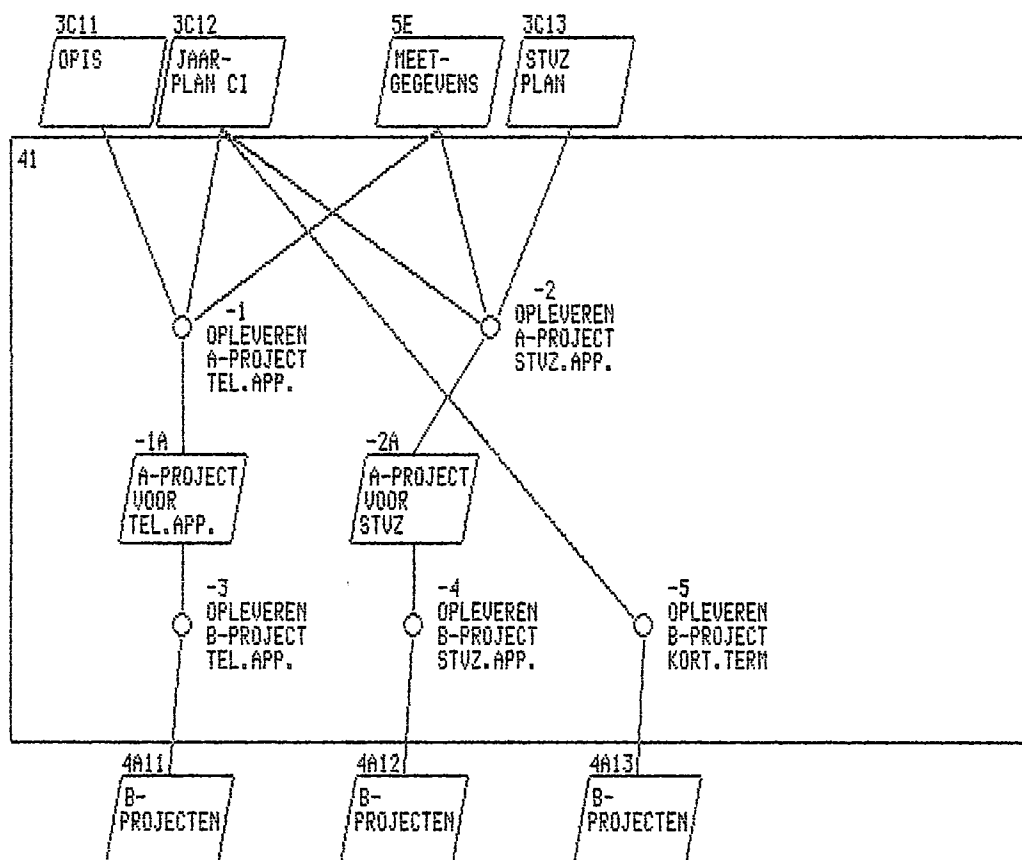 3C11
3C12
5E
3C13
OPIS
JAAR-
PLAN CI
MEET-
GEGEVENS
STVZ
PLAN
41
-1
OPLEVEREN
A-PROJECT
TEL.APP.
-2
OPLEVEREN
A-PROJECT
STVZ.APP.
-1A
A-PROJECT
VOOR
TEL.APP.
-2A
A-PROJECT
VOOR
STVZ
-3
OPLEVEREN
B-PROJECT
TEL.APP.
-4
OPLEVEREN
B-PROJECT
STVZ.APP.
-5
OPLEVEREN
B-PROJECT
KORT.TERM
4A11
B-
PROJECTEN
4A12
B-
PROJECTEN
4A13
B-
PROJECTEN